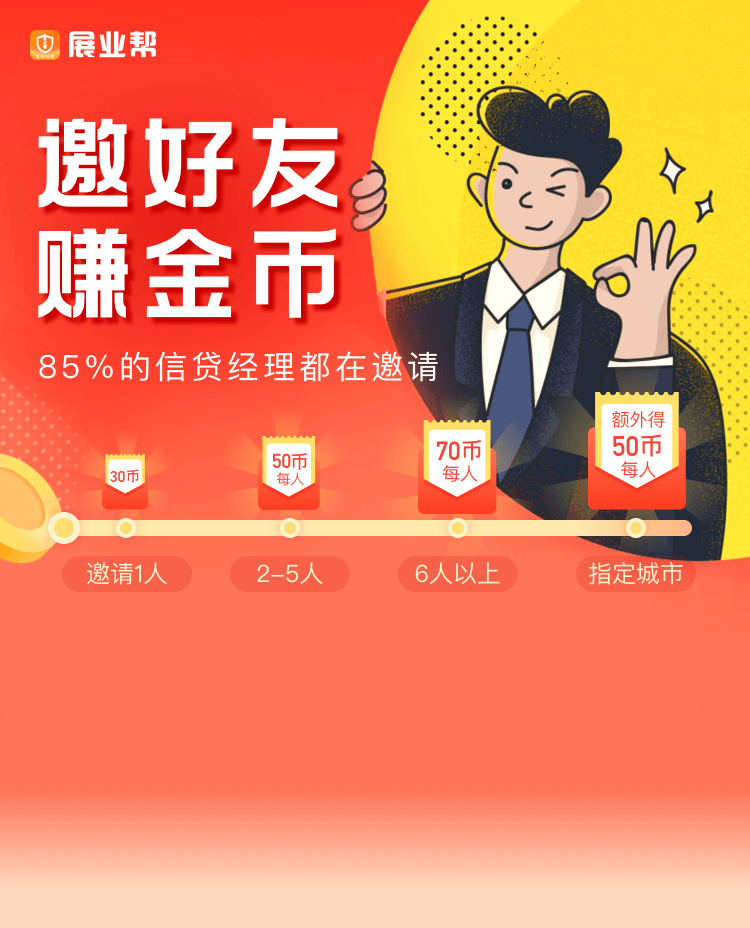 展业帮
邀好友
赚金币
85%的信贷经理都在邀请
30币
50币
每人
70币
每人
额外得
50币
每人
邀请1人
2-5人
6人以上
指定城市